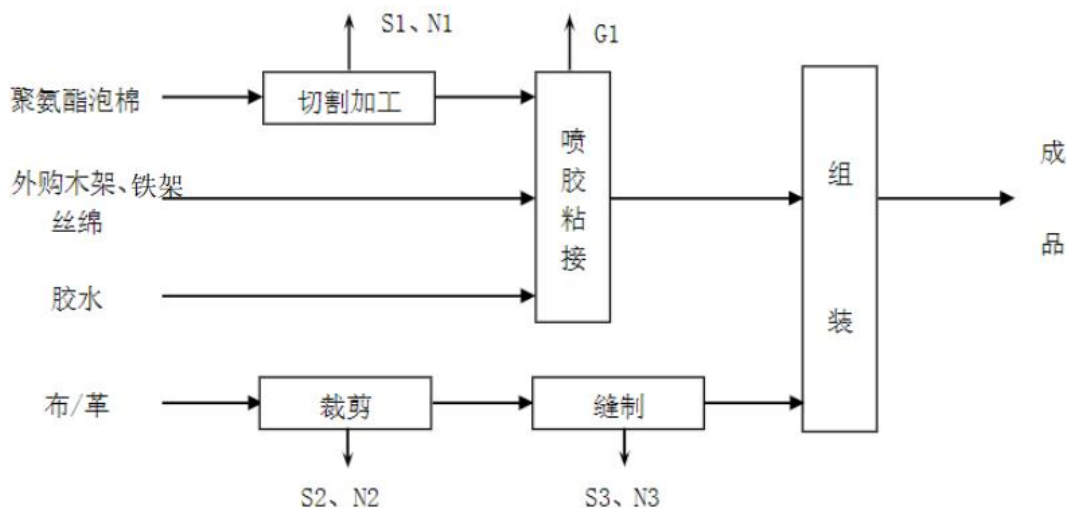 S1、N1
G1
聚氨酯泡棉
切割加工
喷胶粘接
组装
成品
外购木架、铁架
丝绵
胶水
布/革
裁剪
缝制
S2、N2
S3、N3